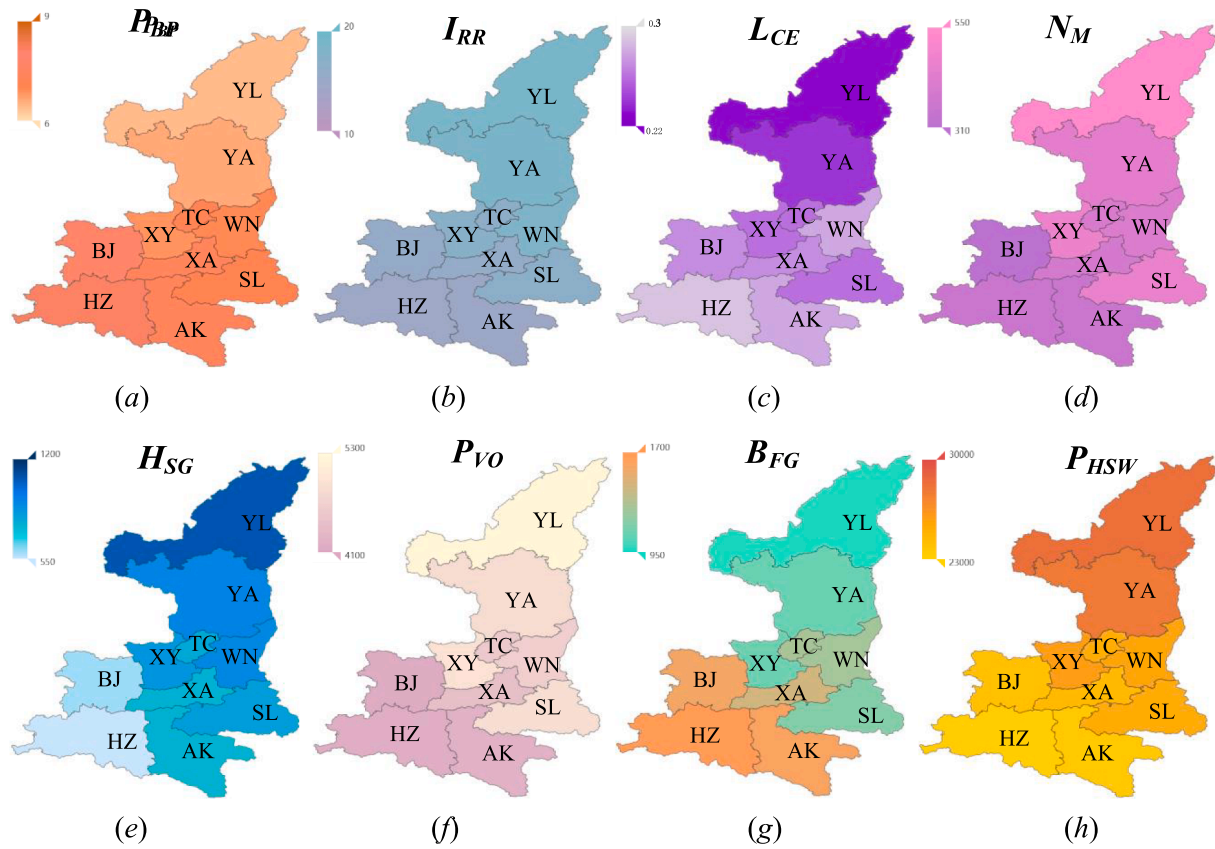 9
6
P_PBP
YL
YA
TC
WN
XY
BJ
XA
SL
HZ
AK
(a)
20
10
I_RR
YL
YA
TC
XY
WN
BJ
XA
SL
HZ
AK
(b)
0.3
0.22
L_CE
YL
YA
TC
XY
WN
BJ
XA
SL
HZ
AK
(c)
550
310
N_M
YL
YA
TC
XY
WN
BJ
XA
SL
HZ
AK
(d)
1200
550
H_SG
YL
YA
TC
XY
WN
BJ
XA
SL
HZ
AK
(e)
5300
4100
P_VO
YL
YA
TC
XY
WN
BJ
XA
SL
HZ
AK
(f)
1700
950
B_FG
YL
YA
TC
XY
WN
BJ
XA
SL
HZ
AK
(g)
30000
23000
P_HSW
YL
YA
TC
XY
WN
BJ
XA
SL
HZ
AK
(h)